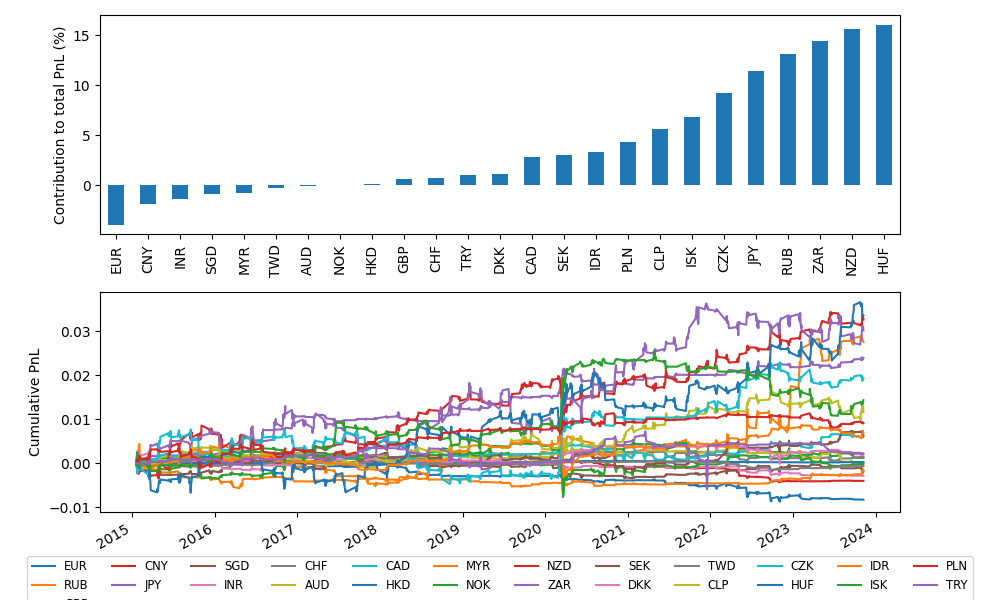 Contribution to total PnL (%)
15
10
5
0
EUR CNY INR SGD MYR TWD AUD NOK HKD GBP CHF TRY DKK CAD SEK IDR PLN CLP ISK CZK JPY RUB ZAR NZD HUF
Cumulative PnL
0.03
0.02
0.01
0.00
−0.01
2015 2016 2017 2018 2019 2020 2021 2022 2023 2024
EUR CNY SGD CHF CAD MYR NZD SEK TWD CZK IDR PLN
RUB JPY INR AUD HKD NOK ZAR DKK CLP HUF ISK TRY